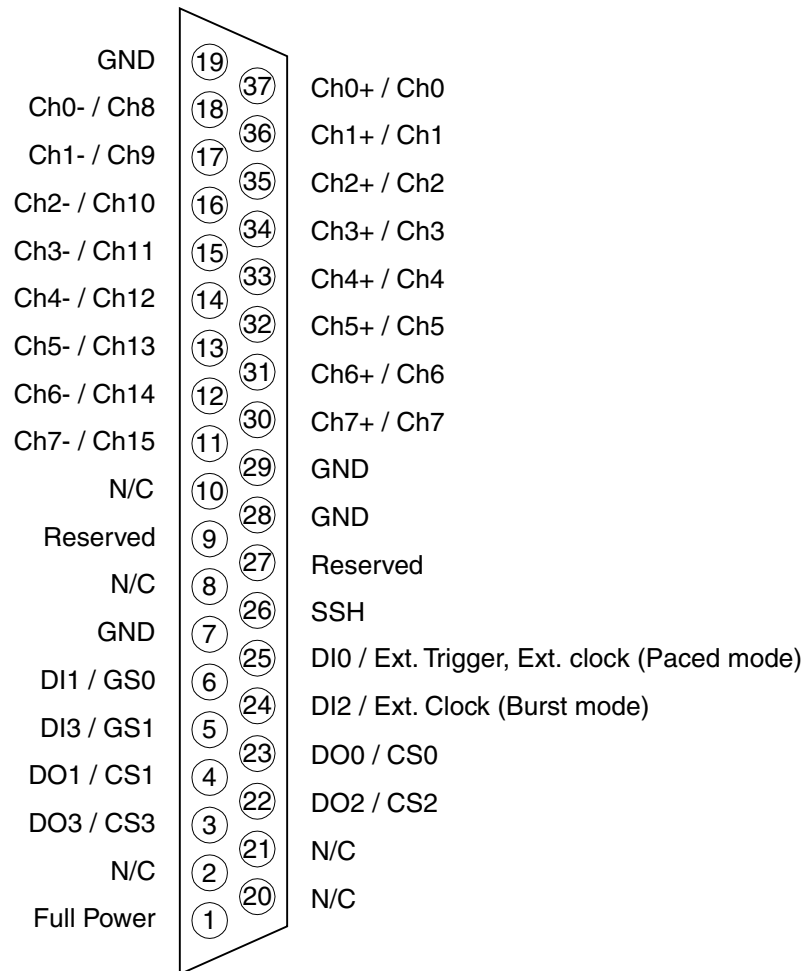 GND 19
37 Ch0+ / Ch0
Ch0- / Ch8 18
36 Ch1+ / Ch1
Ch1- / Ch9 17
35 Ch2+ / Ch2
Ch2- / Ch10 16
34 Ch3+ / Ch3
Ch3- / Ch11 15
33 Ch4+ / Ch4
Ch4- / Ch12 14
32 Ch5+ / Ch5
Ch5- / Ch13 13
31 Ch6+ / Ch6
Ch6- / Ch14 12
30 Ch7+ / Ch7
Ch7- / Ch15 11
29 GND
N/C 10
28 GND
Reserved 9
27 Reserved
N/C 8
26 SSH
GND 7
25 DI0 / Ext. Trigger, Ext. clock (Paced mode)
DI1 / GS0 6
24 DI2 / Ext. Clock (Burst mode)
DI3 / GS1 5
23 DO0 / CS0
DO1 / CS1 4
22 DO2 / CS2
DO3 / CS3 3
21 N/C
N/C 2
20 N/C
Full Power 1